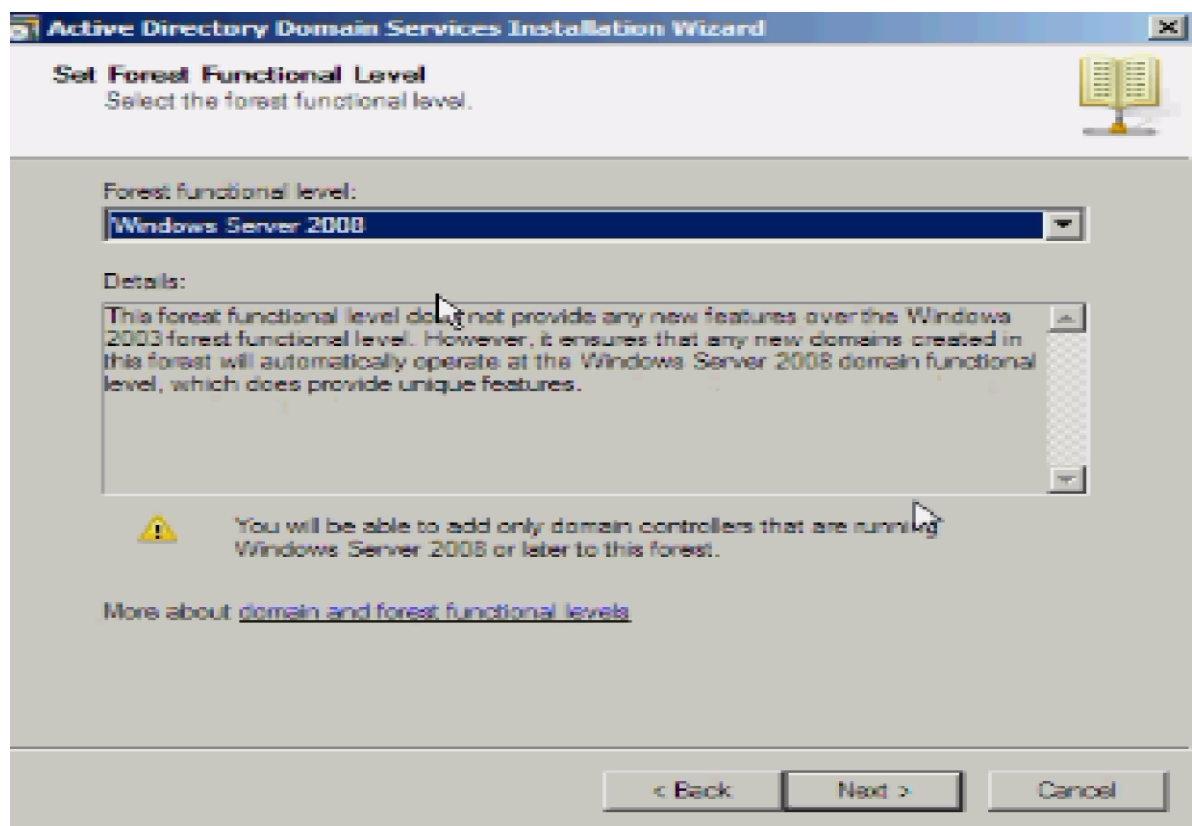 Active Directory Domain Services Installation Wizard
Set Forest Functional Level
Select the forest functional level.
Forest functional level:
Windows Server 2008
Details:
This forest functional level does not provide any new features over the Windows
2003 forest functional level. However, it ensures that any new domains created in
this forest will automatically operate at the Windows Server 2008 domain functional
level, which does provide unique features.
You will be able to add only domain controllers that are running
Windows Server 2008 or later to this forest.
More about domain and forest functional levels
< Back
Next >
Cancel